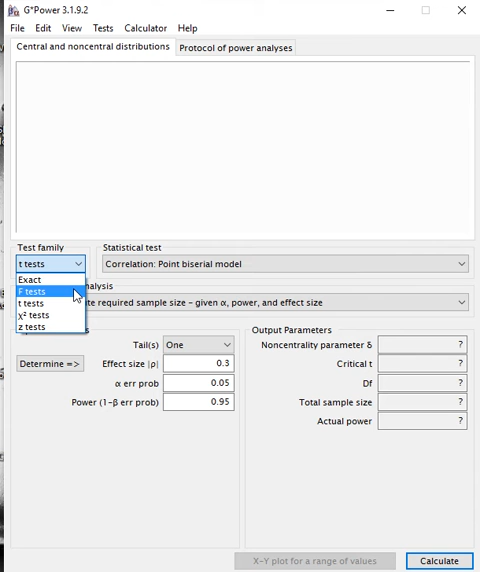 G*Power 3.1.9.2
File Edit View Tests Calculator Help
Central and noncentral distributions Protocol of power analyses
Test family Statistical test
t tests Correlation: Point biserial model
Exact
F tests
t tests
χ² tests
z tests
nalysis
te required sample size – given α, power, and effect size
Output Parameters
Tail(s) One Noncentrality parameter δ ?
Determine => Effect size |ρ| 0.3 Critical t ?
α err prob 0.05 Df ?
Power (1-β err prob) 0.95 Total sample size ?
Actual power ?
X-Y plot for a range of values Calculate